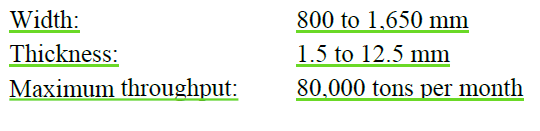 Width: 800 to 1,650 mm
Thickness: 1.5 to 12.5 mm
Maximum throughput: 80,000 tons per month